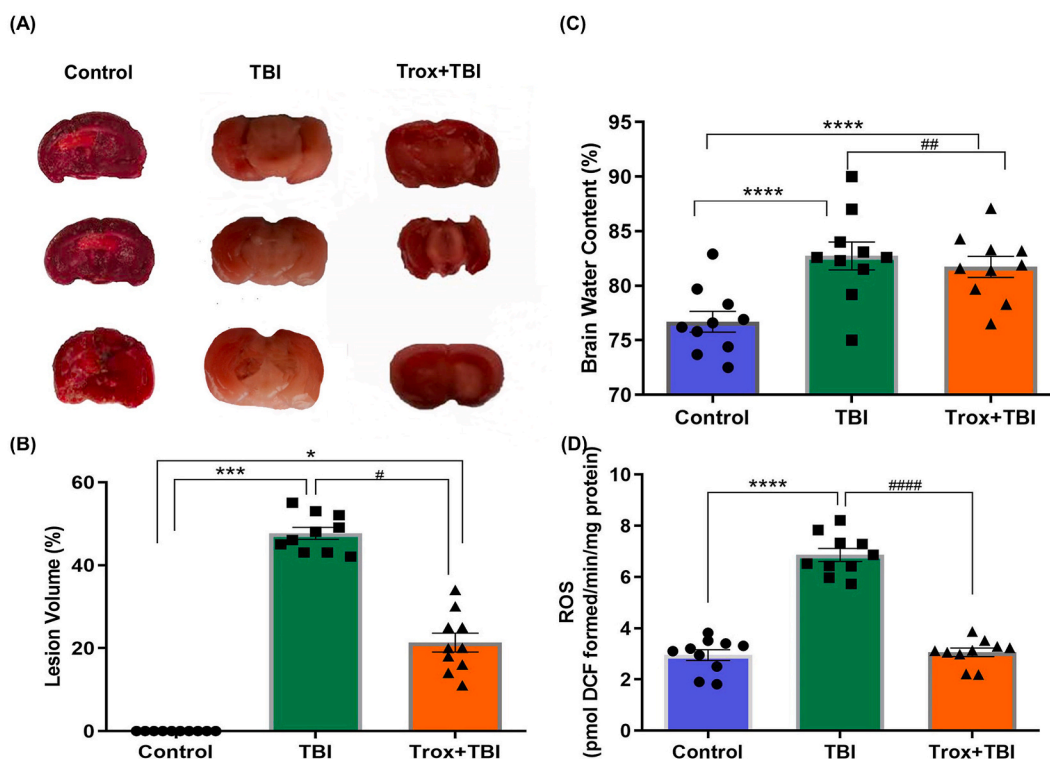 (A)
Control TBI Trox+TBI
(B)
* 
*** #
Lesion Volume (%)
60
40
20
0
Control TBI Trox+TBI
(C)
****
##
****
Brain Water Content (%)
95
90
85
80
75
70
Control TBI Trox+TBI
(D)
**** ####
ROS
(pmol DCF formed/min/mg protein)
10
8
6
4
2
0
Control TBI Trox+TBI